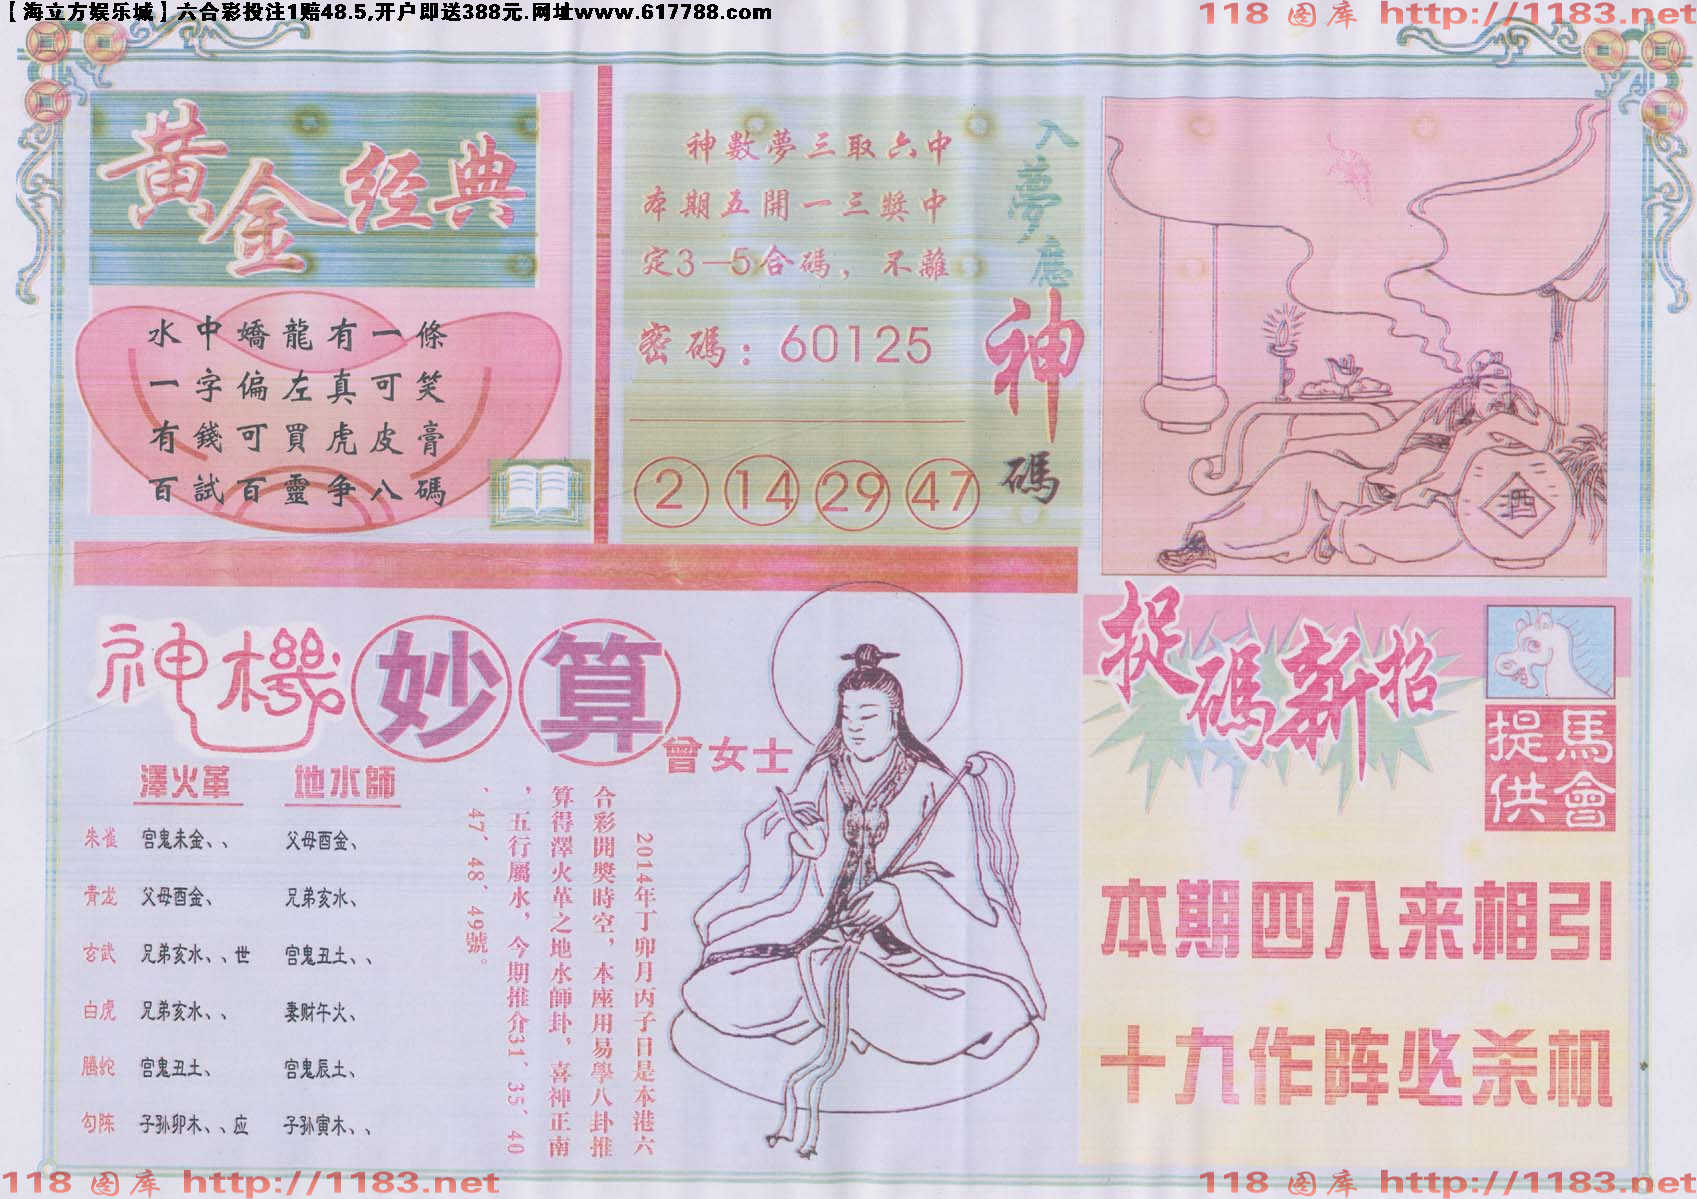 【海立方娱乐城】六合彩投注1赔48.5,开户即送388元.网址www.617788.com
118 图库 http://1183.net
黄金经典
水中嬌龍有一條
一字偏左真可笑
有錢可買虎皮膏
百試百靈争八碼
神數夢三取六中
本期五開一三獎中
定3—5合碼，不離
密碼：60125
2 14 29 47
入夢應神碼
酒
神機妙算
曾女士
澤火革 地水師
朱雀 宫鬼未金、、 父母酉金、
青龙 父母酉金、 兄弟亥水、
玄武 兄弟亥水、、世 宫鬼丑土、、
白虎 兄弟亥水、、 妻财午火、
騰蛇 宫鬼丑土、 宫鬼辰土、
勾陈 子孙卯木、、应 子孙寅木、、
2014年丁卯月丙子日是本港六
合彩開獎時空，本座用易學八卦推
算得澤火革之地水師卦，喜神正南
，五行屬水，今期推介31、35、40
、47、48、49號。
捉碼新招
馬會
提供
本期四八来相引
十九作阵必杀机
118 图库 http://1183.net
118 图库 http://1183.net